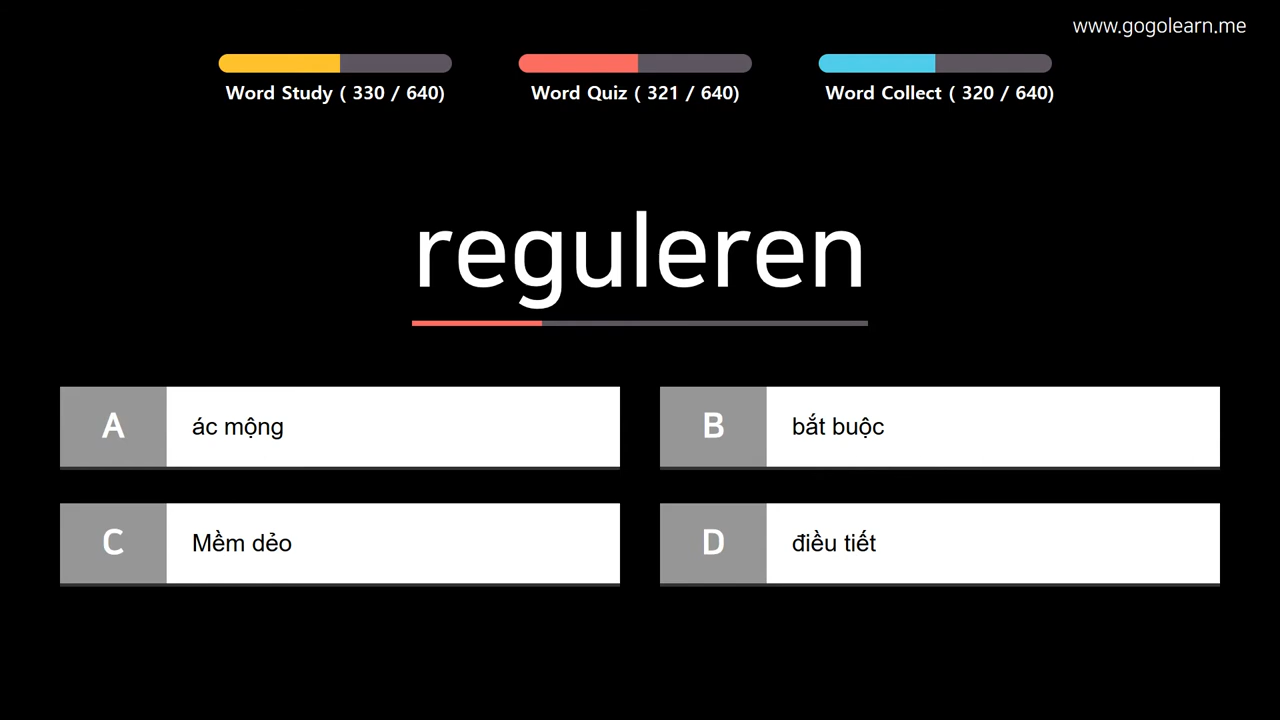 www.gogolearn.me
Word Study ( 330 / 640)
Word Quiz ( 321 / 640)
Word Collect ( 320 / 640)
reguleren
A ác mộng
B bắt buộc
C Mềm dẻo
D điều tiết